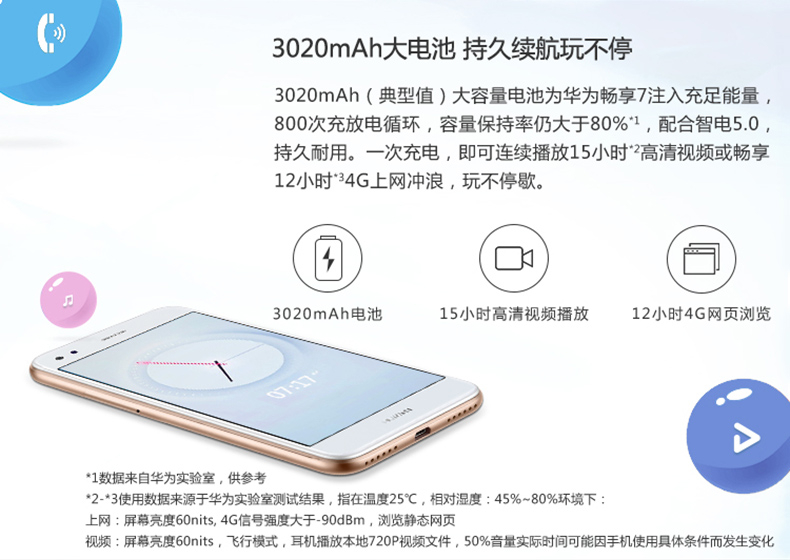 3020mAh大电池 持久续航玩不停
3020mAh（典型值）大容量电池为华为畅享7注入充足能量，
800次充放电循环，容量保持率仍大于80%*1，配合智电5.0，
持久耐用。一次充电，即可连续播放15小时*2高清视频或畅享
12小时*34G上网冲浪，玩不停歇。
3020mAh电池
15小时高清视频播放
12小时4G网页浏览
07:17
*1数据来自华为实验室，供参考
*2-*3使用数据来源于华为实验室测试结果，指在温度25℃，相对湿度：45%~80%环境下：
上网：屏幕亮度60nits, 4G信号强度大于-90dBm，浏览静态网页
视频：屏幕亮度60nits，飞行模式，耳机播放本地720P视频文件，50%音量实际时间可能因手机使用具体条件而发生变化